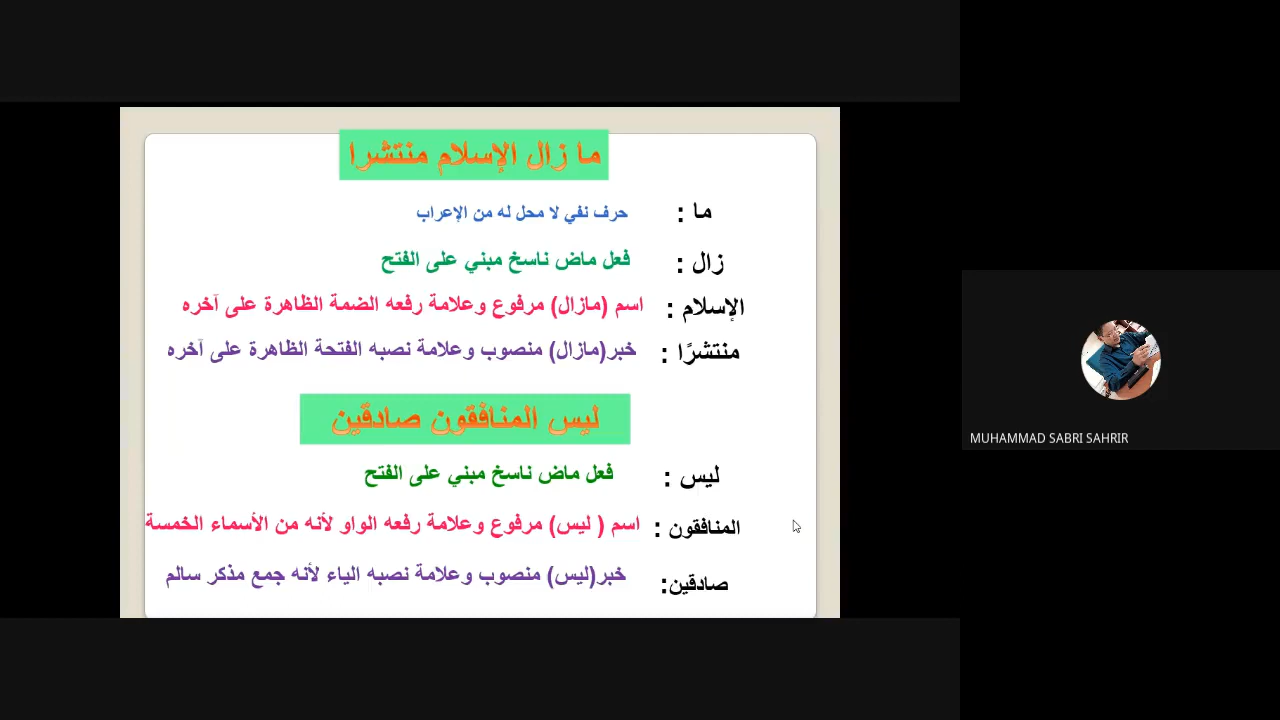 ما زال الإسلام منتشرا
ما : حرف نفي لا محل له من الإعراب
زال : فعل ماض ناسخ مبني على الفتح
الإسلام : اسم (مازال) مرفوع وعلامة رفعه الضمة الظاهرة على آخره
منتشرًا : خبر(مازال) منصوب وعلامة نصبه الفتحة الظاهرة على آخره
ليس المنافقون صادقين
ليس : فعل ماض ناسخ مبني على الفتح
المنافقون : اسم ( ليس) مرفوع وعلامة رفعه الواو لأنه من الأسماء الخمسة
صادقين: خبر(ليس) منصوب وعلامة نصبه الياء لأنه جمع مذكر سالم
MUHAMMAD SABRI SAHRIR